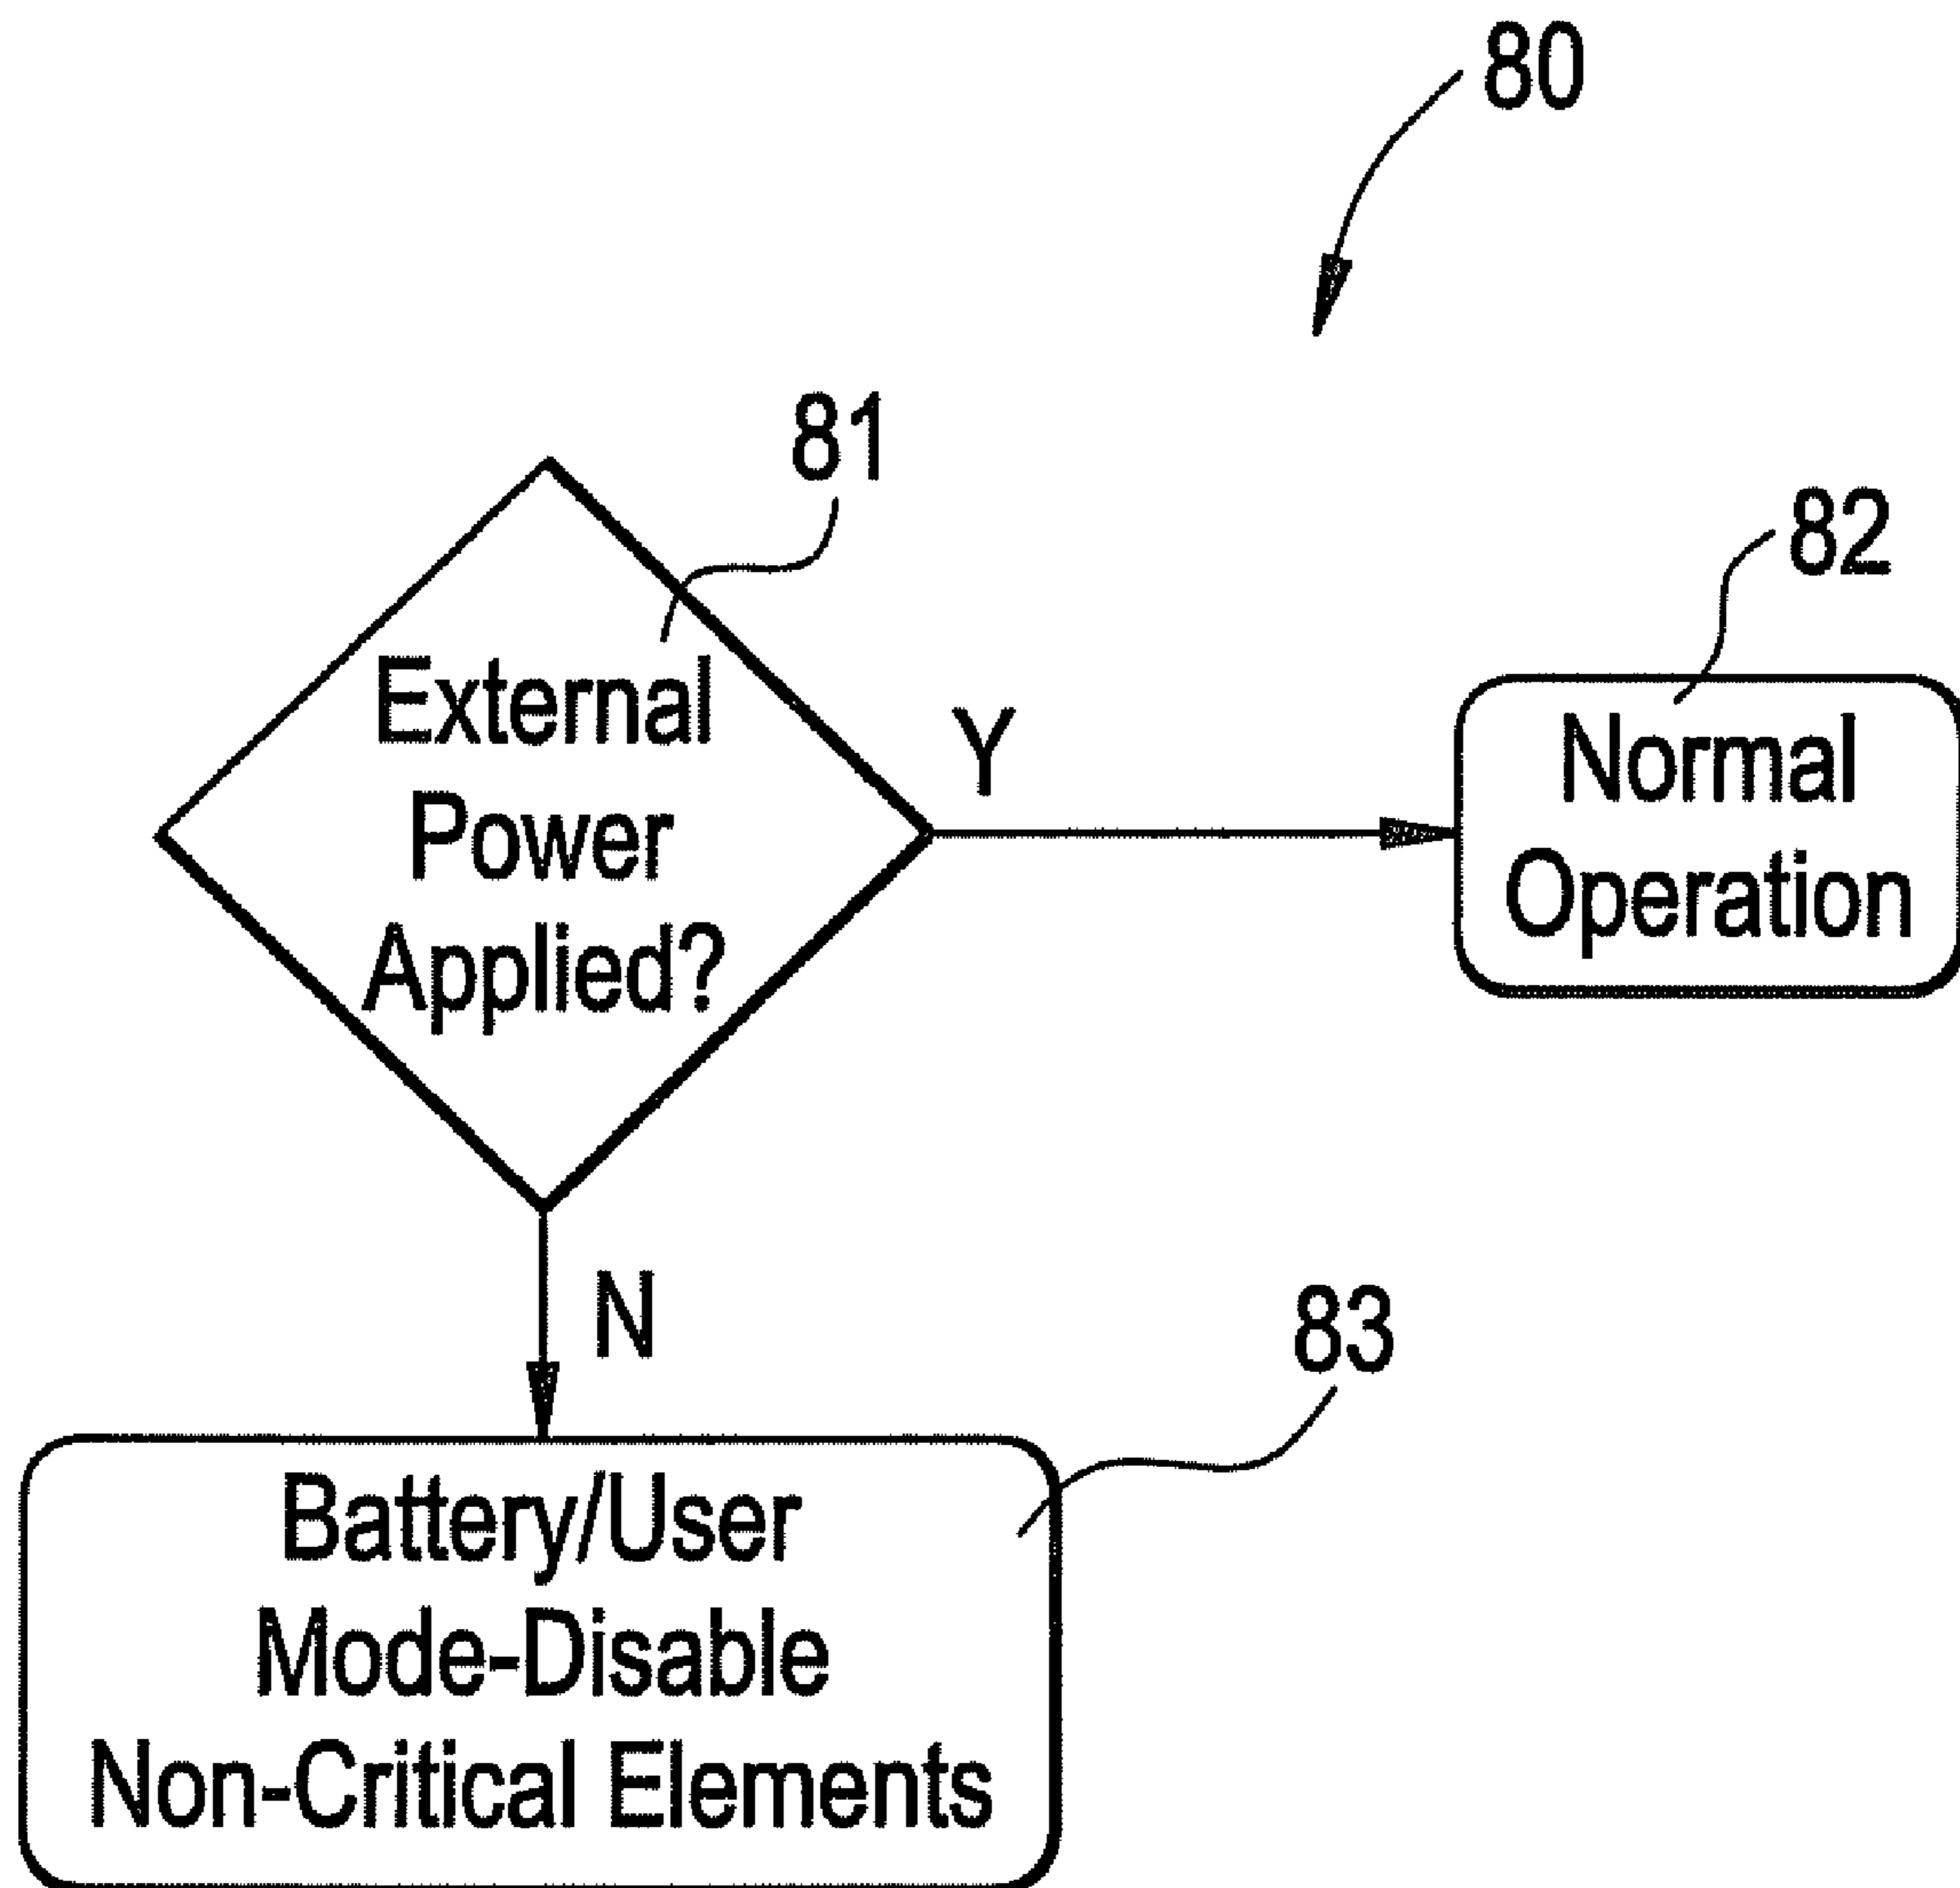 80
81
External
Power
Applied?
Y
82
Normal
Operation
N
83
Battery/User
Mode-Disable
Non-Critical Elements